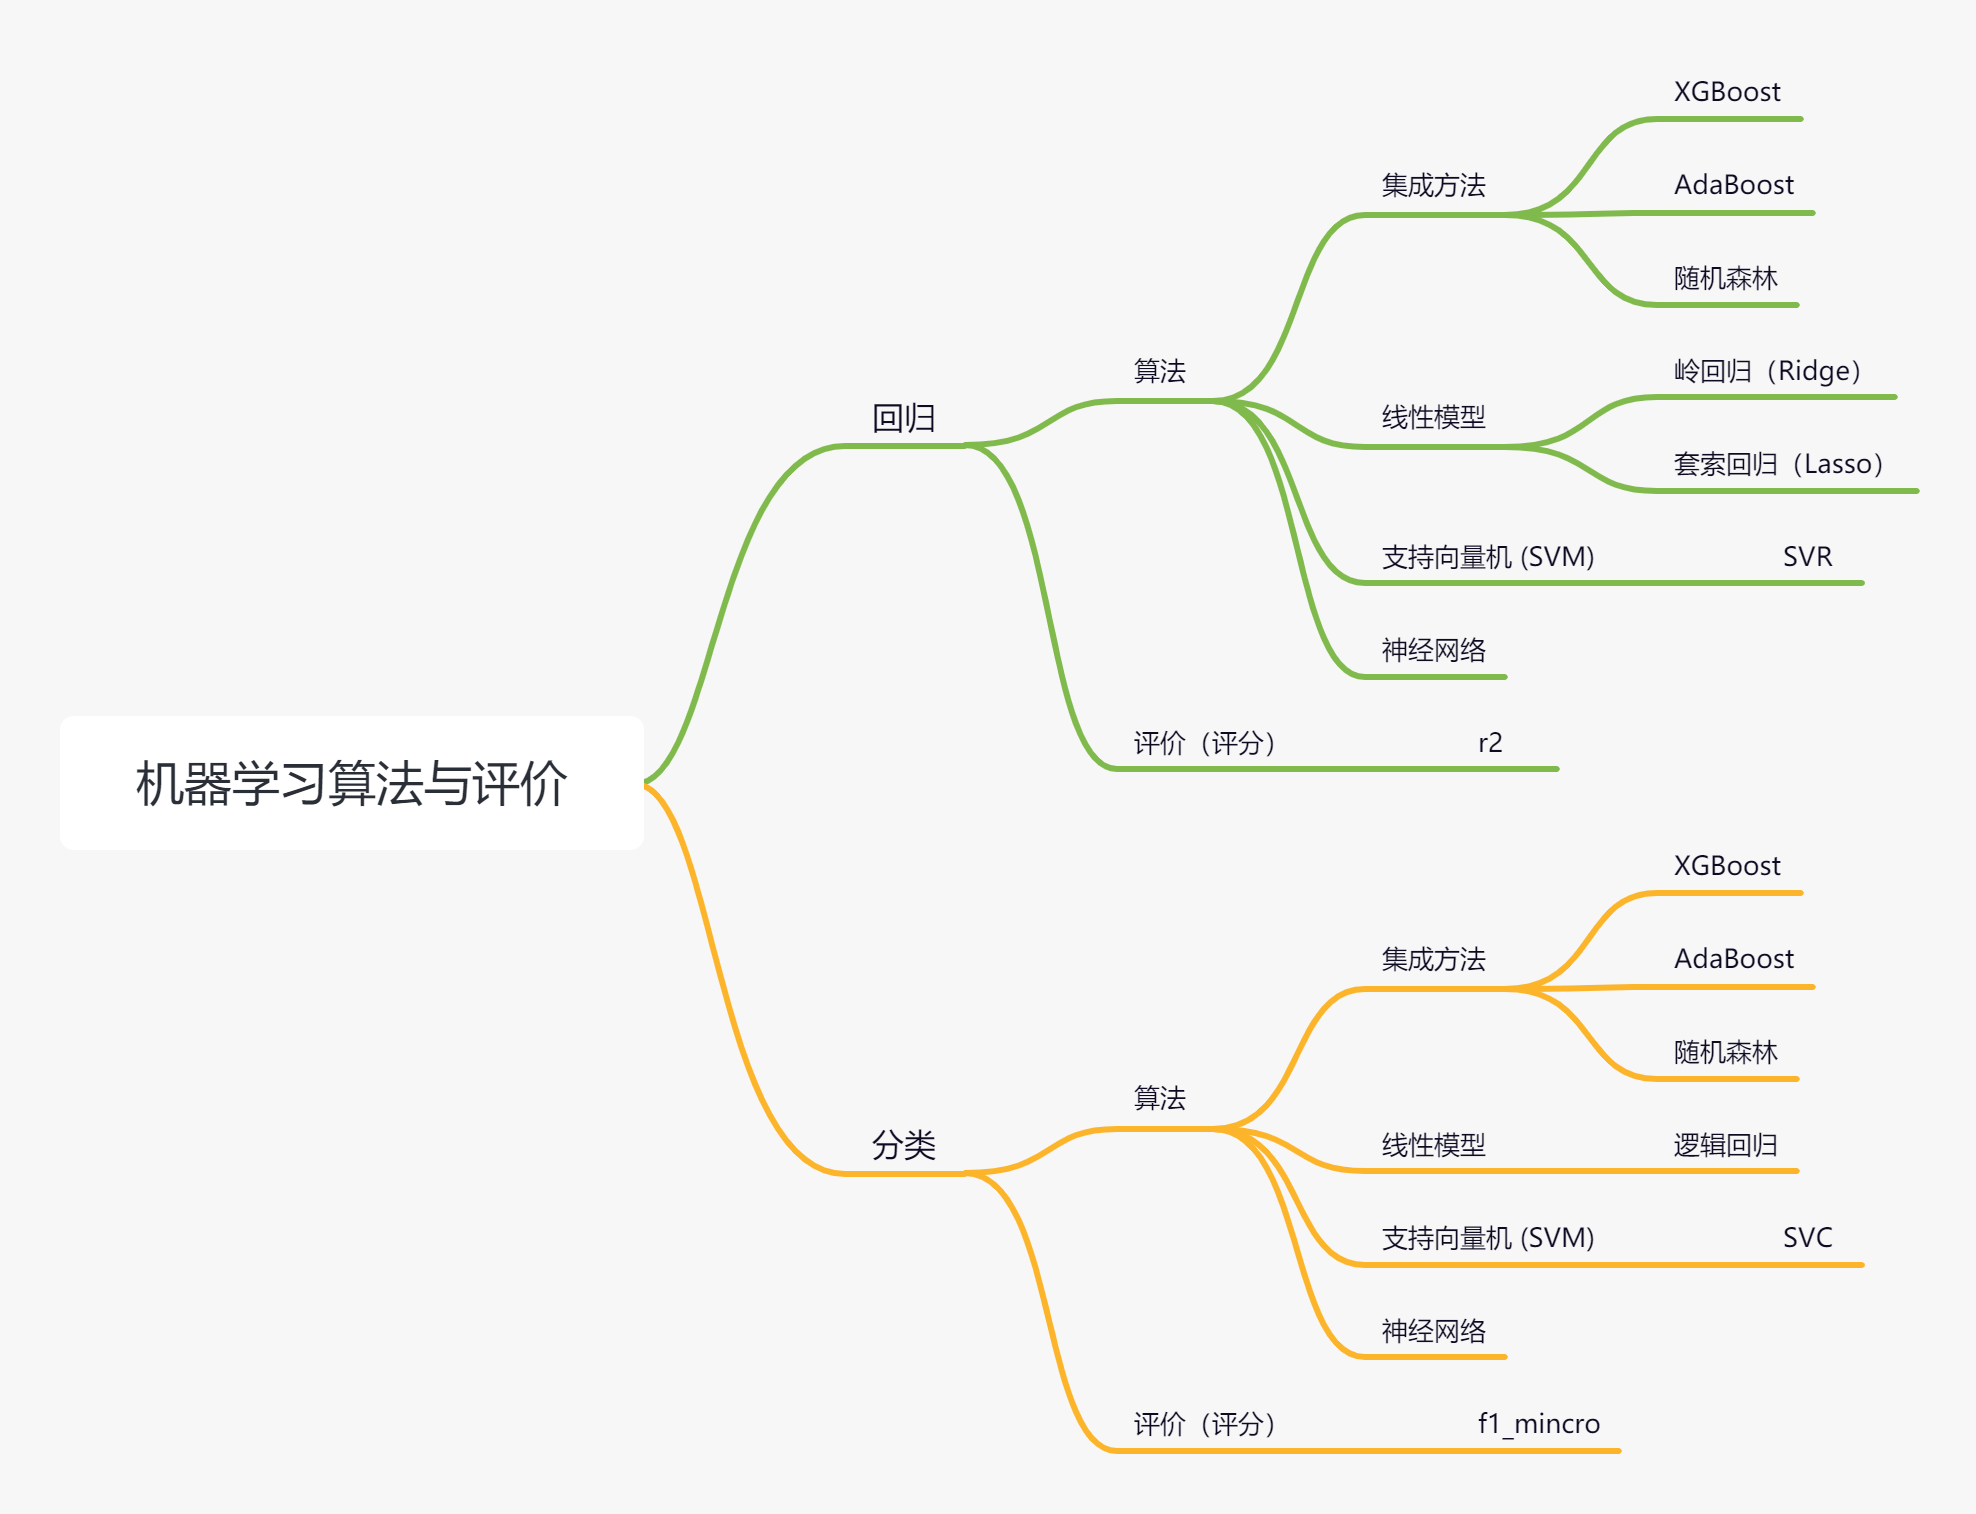 机器学习算法与评价
回归
算法
集成方法
XGBoost
AdaBoost
随机森林
线性模型
岭回归（Ridge）
套索回归（Lasso）
支持向量机 (SVM)
SVR
神经网络
评价（评分）
r2
分类
算法
集成方法
XGBoost
AdaBoost
随机森林
线性模型
逻辑回归
支持向量机 (SVM)
SVC
神经网络
评价（评分）
f1_mincro